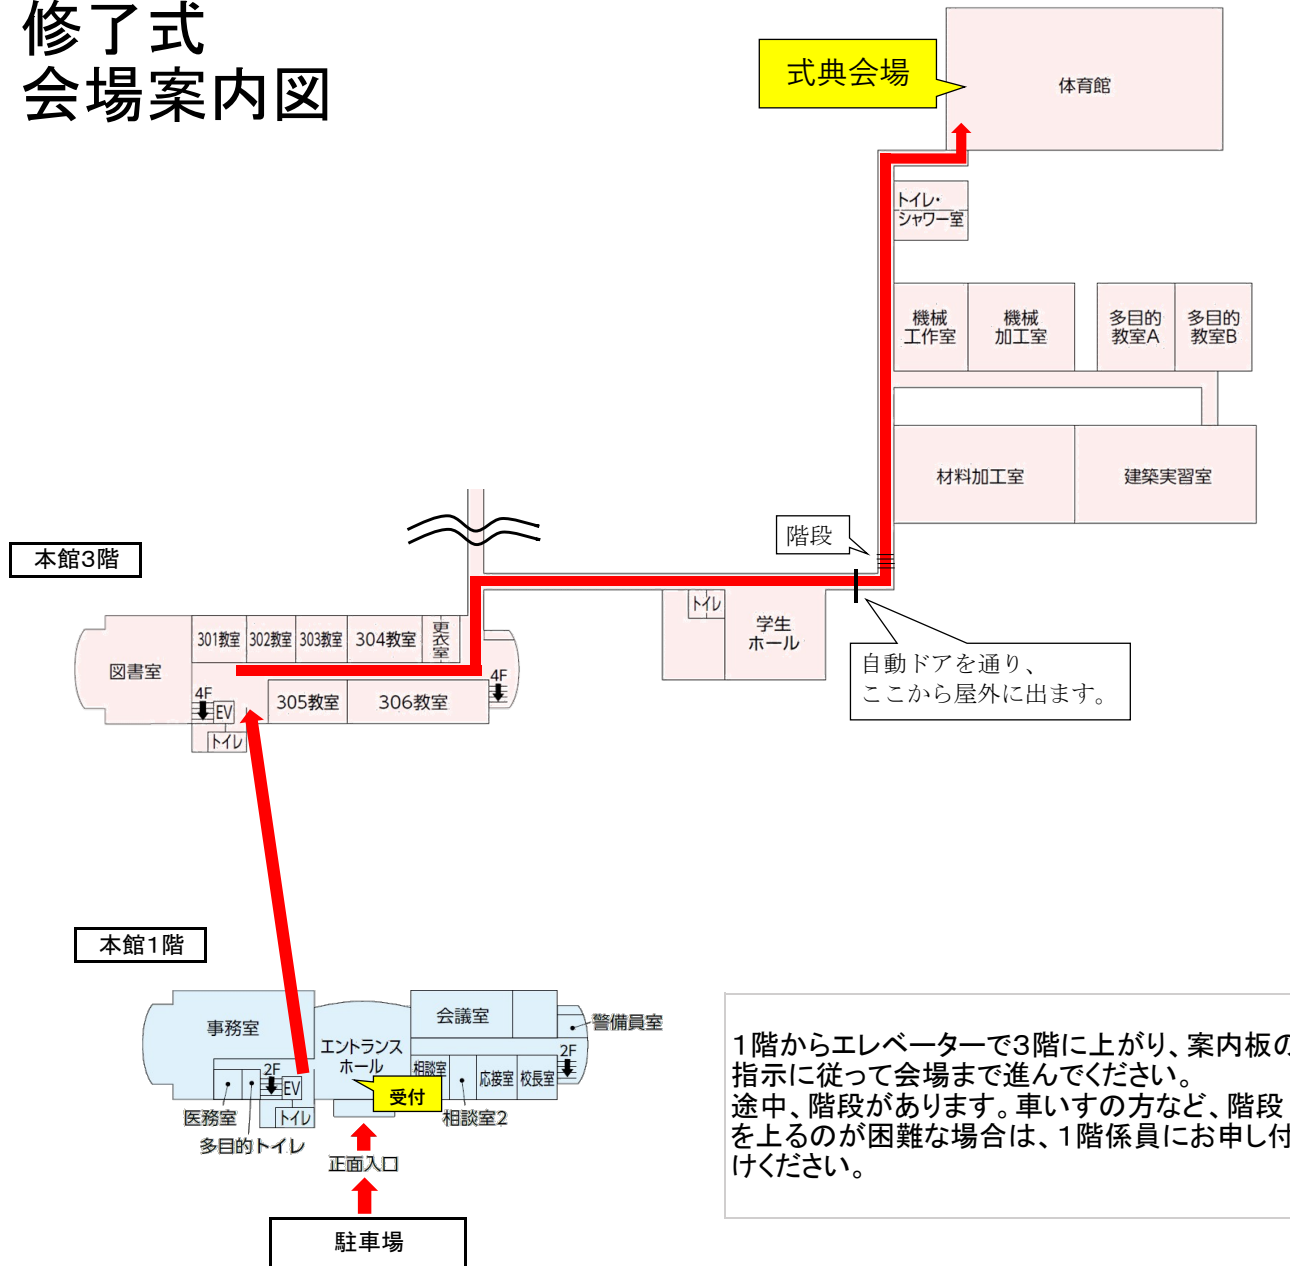 修了式
会場案内図
式典会場
体育館
トイレ・
シャワー室
機械
工作室
機械
加工室
多目的
教室A
多目的
教室B
材料加工室
建築実習室
階段
本館3階
トイレ
学生
ホール
自動ドアを通り、
ここから屋外に出ます。
図書室
301教室
302教室
303教室
304教室
更衣室
4F
EV
トイレ
305教室
306教室
4F
本館1階
事務室
エントランス
ホール
会議室
警備員室
2F
EV
トイレ
医務室
多目的トイレ
受付
相談室
相談室2
応接室
校長室
2F
正面入口
駐車場
1階からエレベーターで3階に上がり、案内板の
指示に従って会場まで進んでください。
途中、階段があります。車いすの方など、階段
を上るのが困難な場合は、1階係員にお申し付
けください。